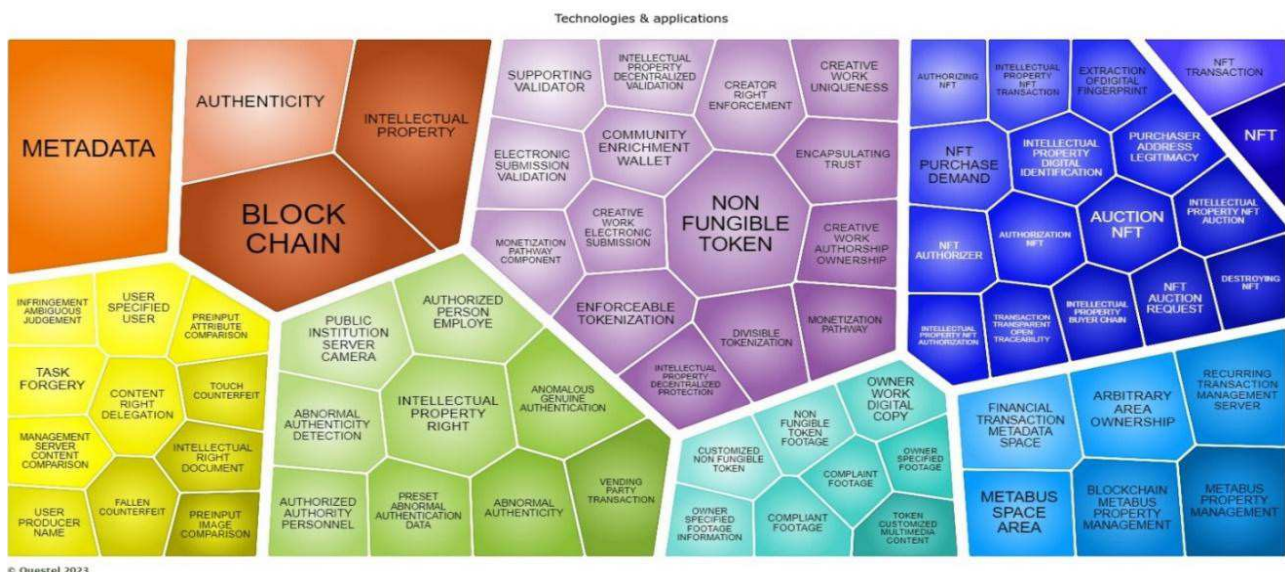 Technologies & applications
METADATA
AUTHENTICITY
INTELLECTUAL
PROPERTY
BLOCK
CHAIN
SUPPORTING
VALIDATOR
INTELLECTUAL
PROPERTY
DECENTRALIZED
VALIDATION
CREATOR
RIGHT
ENFORCEMENT
CREATIVE
WORK
UNIQUENESS
ELECTRONIC
SUBMISSION
VALIDATION
COMMUNITY
ENRICHMENT
WALLET
ENCAPSULATING
TRUST
NON
FUNGIBLE
TOKEN
MONETIZATION
PATHWAY
COMPONENT
CREATIVE
WORK
ELECTRONIC
SUBMISSION
CREATIVE
WORK
AUTHORSHIP
OWNERSHIP
ENFORCEABLE
TOKENIZATION
DIVISIBLE
TOKENIZATION
MONETIZATION
PATHWAY
INTELLECTUAL
PROPERTY
DECENTRALIZED
PROTECTION
AUTHORIZING
NFT
INTELLECTUAL
PROPERTY
NFT
TRANSACTION
EXTRACTION
OFDIGITAL
FINGERPRINT
NFT
TRANSACTION
NFT
NFT
PURCHASE
DEMAND
INTELLECTUAL
PROPERTY
DIGITAL
IDENTIFICATION
PURCHASER
ADDRESS
LEGITIMACY
NFT
AUTHORIZER
AUTHORIZATION
NFT
AUCTION
NFT
INTELLECTUAL
PROPERTY NFT
AUCTION
INTELLECTUAL
PROPERTY NFT
AUTHORIZATION
TRANSACTION
TRANSPARENT
OPEN
TRACEABILITY
INTELLECTUAL
PROPERTY
BUYER CHAIN
NFT
AUCTION
REQUEST
DESTROYING
NFT
INFRINGEMENT
AMBIGUOUS
JUDGEMENT
USER
SPECIFIED
USER
PREINPUT
ATTRIBUTE
COMPARISON
TASK
FORGERY
CONTENT
RIGHT
DELEGATION
TOUCH
COUNTERFEIT
MANAGEMENT
SERVER
CONTENT
COMPARISON
INTELLECTUAL
RIGHT
DOCUMENT
USER
PRODUCER
NAME
FALLEN
COUNTERFEIT
PREINPUT
IMAGE
COMPARISON
PUBLIC
INSTITUTION
SERVER
CAMERA
AUTHORIZED
PERSON
EMPLOYE
ABNORMAL
AUTHENTICITY
DETECTION
INTELLECTUAL
PROPERTY
RIGHT
ANOMALOUS
GENUINE
AUTHENTICATION
AUTHORIZED
AUTHORITY
PERSONNEL
PRESET
ABNORMAL
AUTHENTICATION
DATA
ABNORMAL
AUTHENTICITY
VENDING
PARTY
TRANSACTION
CUSTOMIZED
NON FUNGIBLE
TOKEN
NON
FUNGIBLE
TOKEN
FOOTAGE
OWNER
WORK
DIGITAL
COPY
COMPLAINT
FOOTAGE
OWNER
SPECIFIED
FOOTAGE
OWNER
SPECIFIED
FOOTAGE
INFORMATION
COMPLIANT
FOOTAGE
TOKEN
CUSTOMIZED
MULTIMEDIA
CONTENT
FINANCIAL
TRANSACTION
METADATA
SPACE
ARBITRARY
AREA
OWNERSHIP
RECURRING
TRANSACTION
MANAGEMENT
SERVER
METABUS
SPACE
AREA
BLOCKCHAIN
METABUS
PROPERTY
MANAGEMENT
METABUS
PROPERTY
MANAGEMENT
© Questel 2023